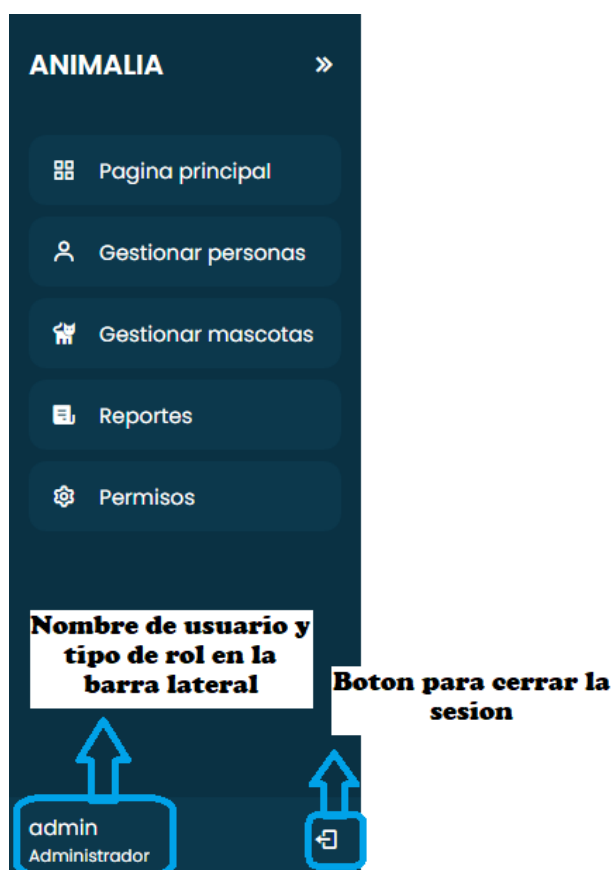 ANIMALIA
Pagina principal
Gestionar personas
Gestionar mascotas
Reportes
Permisos
Nombre de usuario y
tipo de rol en la
barra lateral
Boton para cerrar la
sesion
admin
Administrador